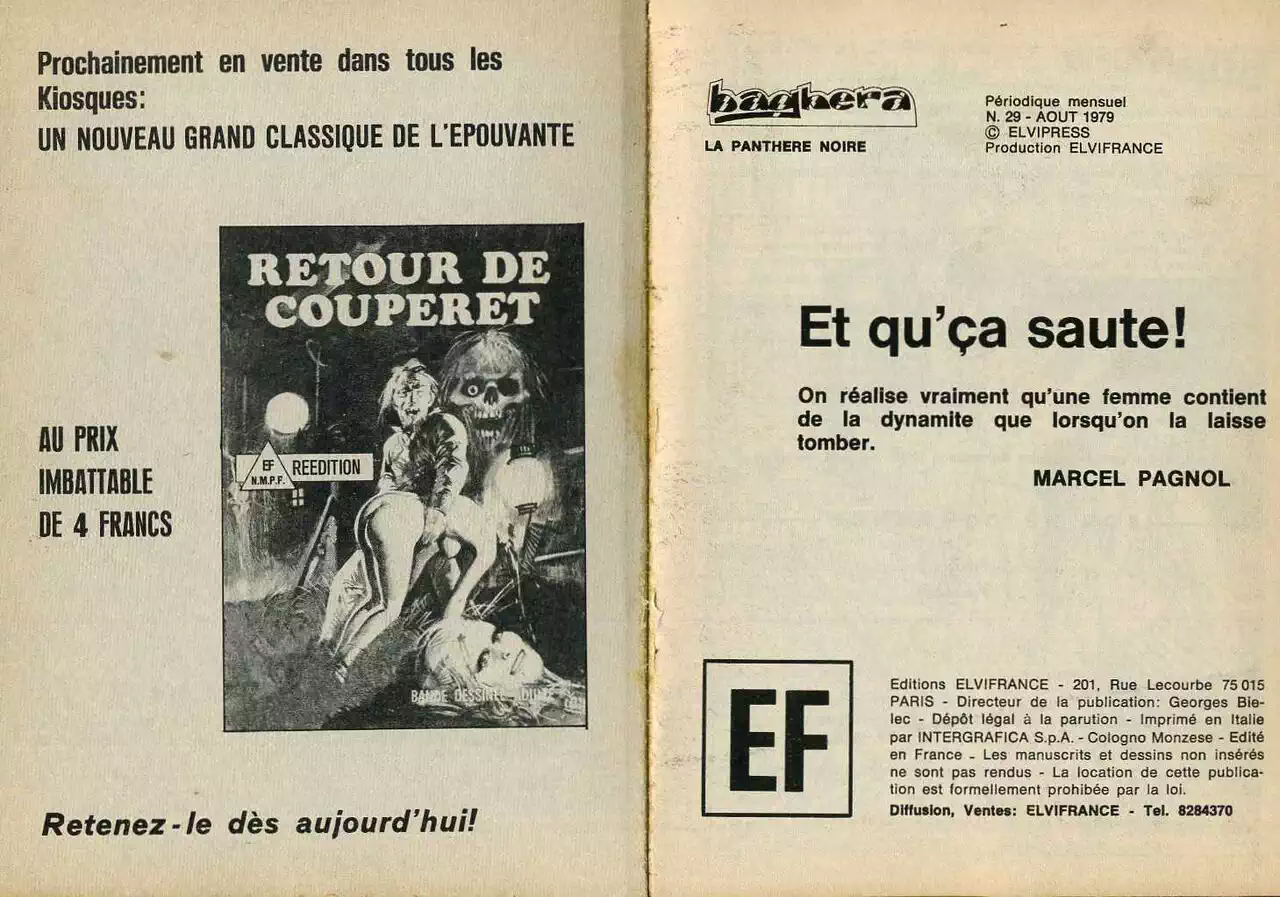 Prochainement en vente dans tous les
Kiosques:
UN NOUVEAU GRAND CLASSIQUE DE L'EPOUVANTE
RETOUR DE
COUPERET
EF
N.M.P.F.
REEDITION
AU PRIX
IMBATTABLE
DE 4 FRANCS
BANDE DESSINEE ADULTE
Retenez-le dès aujourd'hui!
baghera
LA PANTHERE NOIRE
Périodique mensuel
N. 29 - AOUT 1979
© ELVIPRESS
Production ELVIFRANCE
Et qu'ça saute!
On réalise vraiment qu'une femme contient
de la dynamite que lorsqu'on la laisse
tomber.
MARCEL PAGNOL
EF
Editions ELVIFRANCE - 201, Rue Lecourbe 75 015
PARIS - Directeur de la publication: Georges Bie-
lec - Dépôt légal à la parution - Imprimé en Italie
par INTERGRAFICA S.p.A. - Cologno Monzese - Edité
en France - Les manuscrits et dessins non insérés
ne sont pas rendus - La location de cette publica-
tion est formellement prohibée par la loi.
Diffusion, Ventes: ELVIFRANCE - Tel. 8284370